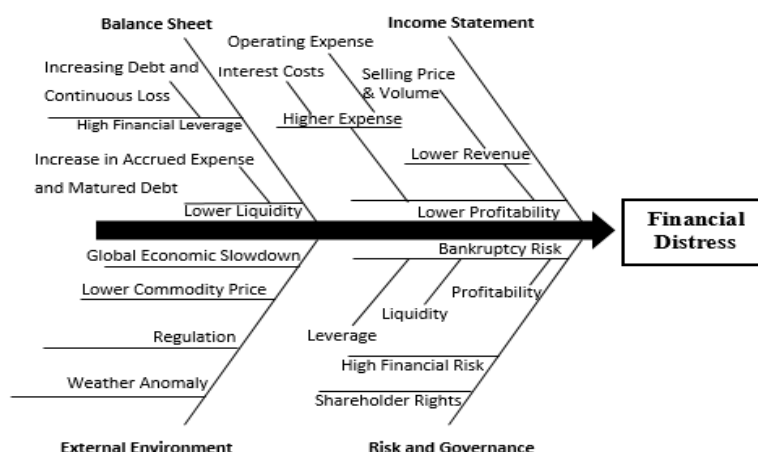 Balance Sheet
Income Statement
Operating Expense
Increasing Debt and
Continuous Loss
Interest Costs
Selling Price
& Volume
High Financial Leverage
Higher Expense
Lower Revenue
Increase in Accrued Expense
and Matured Debt
Lower Liquidity
Lower Profitability
Financial
Distress
Global Economic Slowdown
Bankruptcy Risk
Lower Commodity Price
Profitability
Liquidity
Leverage
Regulation
High Financial Risk
Weather Anomaly
Shareholder Rights
External Environment
Risk and Governance